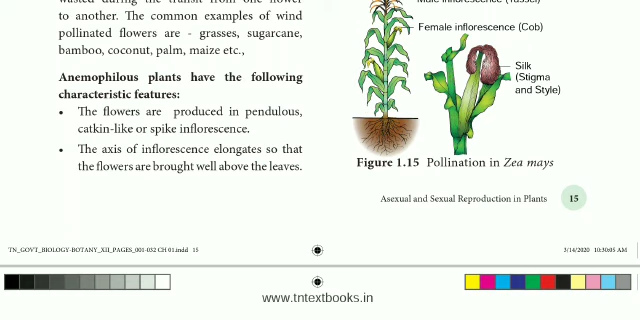 wasted during the transit from one flower
to another. The common examples of wind
pollinated flowers are - grasses, sugarcane,
bamboo, coconut, palm, maize etc.,
Anemophilous plants have the following
characteristic features:
• The flowers are produced in pendulous,
catkin-like or spike inflorescence.
• The axis of inflorescence elongates so that
the flowers are brought well above the leaves.
Male inflorescence (Tassel)
Female inflorescence (Cob)
Silk
(Stigma
and Style)
Figure 1.15 Pollination in Zea mays
Asexual and Sexual Reproduction in Plants 15
TN_GOVT_BIOLOGY-BOTANY_XII_PAGES_001-032 CH 01.indd 15
3/14/2020 10:30:05 AM
www.tntextbooks.in